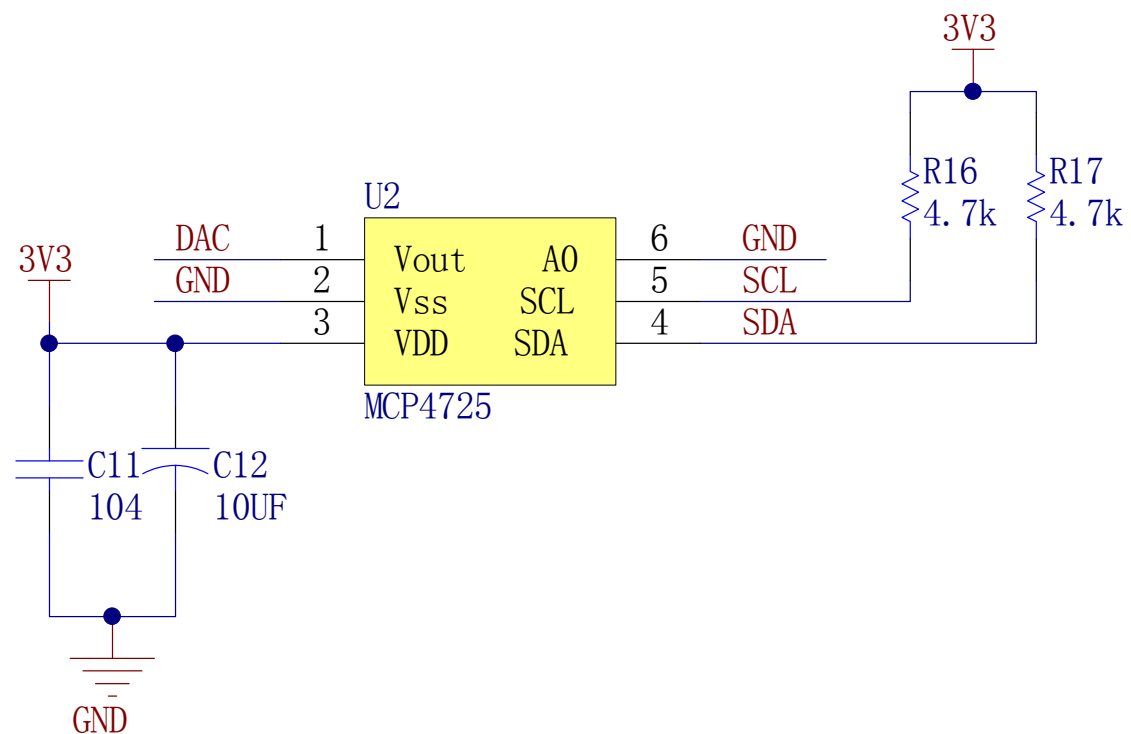 3V3
R16
4.7k
R17
4.7k
U2
DAC
1
GND
2
3
3V3
Vout
A0
Vss
SCL
VDD
SDA
6
GND
5
SCL
4
SDA
MCP4725
C11
104
C12
10UF
GND